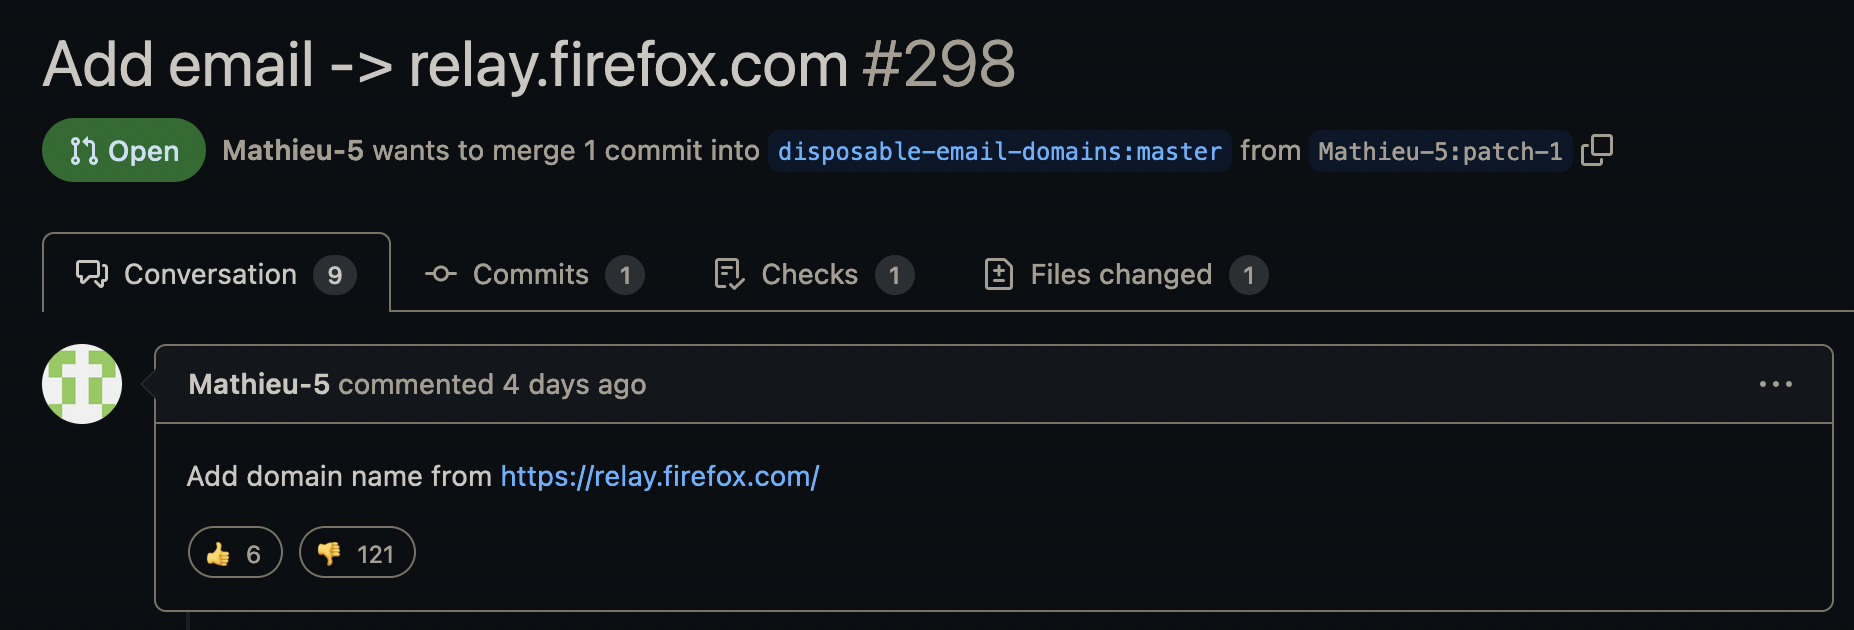 Add email -> relay.firefox.com #298
Open Mathieu-5 wants to merge 1 commit into disposable-email-domains:master from Mathieu-5:patch-1
Conversation 9 Commits 1 Checks 1 Files changed 1
Mathieu-5 commented 4 days ago
Add domain name from https://relay.firefox.com/
👍 6 👎 121